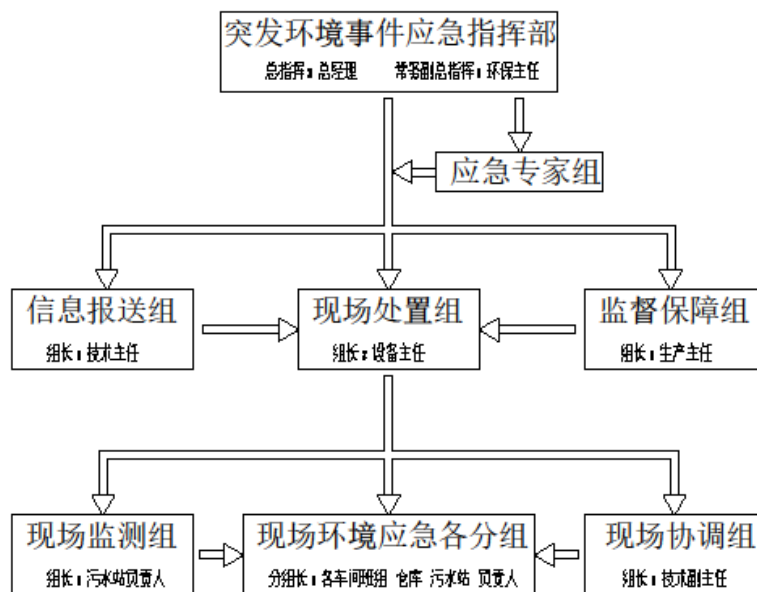 突发环境事件应急指挥部
总指挥：总经理 常务副总指挥：环保主任
应急专家组
信息报送组 现场处置组 监督保障组
组长：技术主任 组长：设备主任 组长：生产主任
现场监测组 现场环境应急各分组 现场协调组
组长：污水站负责人 分组长：各车间班组 仓库 污水站 负责人 组长：技术副主任